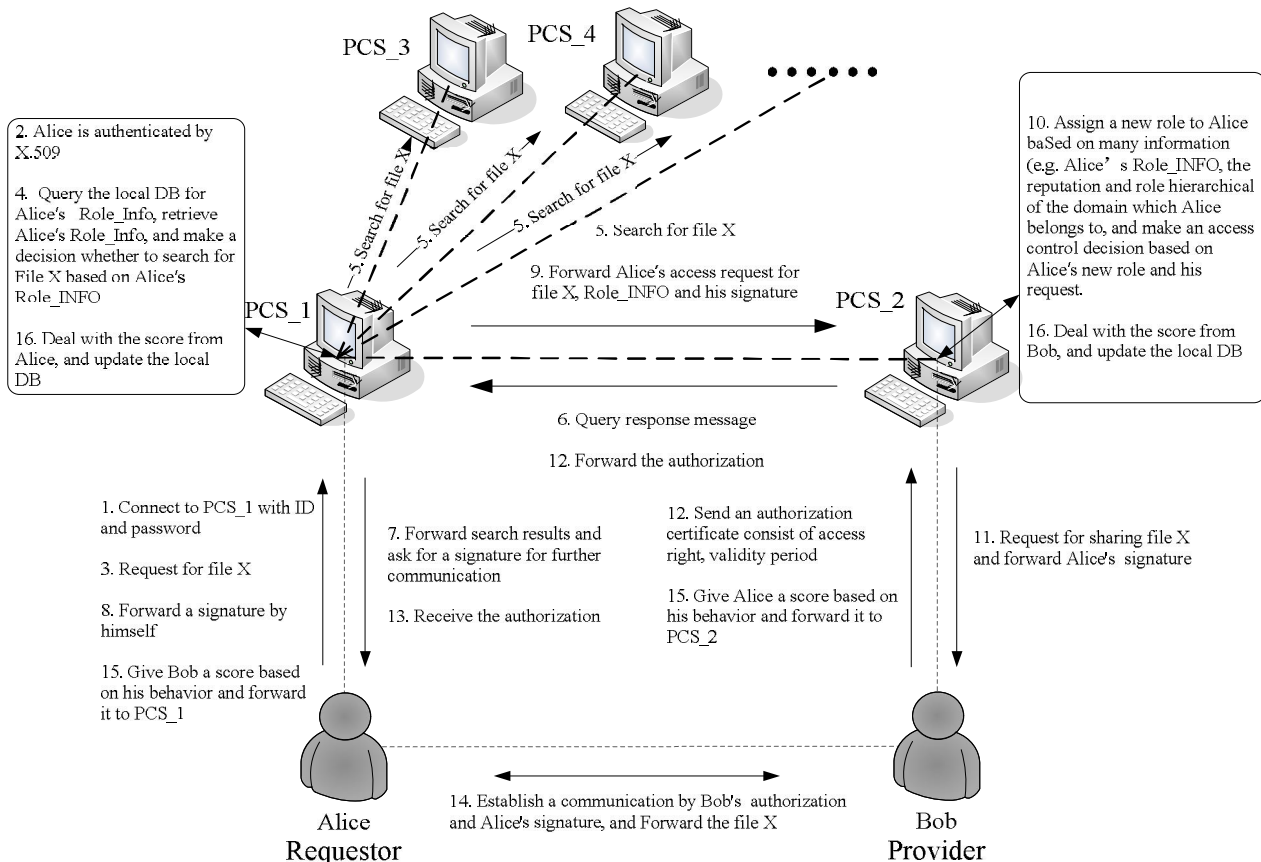 PCS_3
PCS_4
2. Alice is authenticated by
X.509
4. Query the local DB for
Alice's Role_Info, retrieve
Alice's Role_Info, and make a
decision whether to search for
File X based on Alice's
Role_INFO
16. Deal with the score from
Alice, and update the local
DB
PCS_1
5. Search for file X
5. Search for file X
5. Search for file X
5. Search for file X
9. Forward Alice's access request for
file X, Role_INFO and his signature
PCS_2
10. Assign a new role to Alice
baSed on many information
(e.g. Alice’s Role_INFO, the
reputation and role hierarchical
of the domain which Alice
belongs to, and make an access
control decision based on
Alice's new role and his
request.
16. Deal with the score from
Bob, and update the local DB
6. Query response message
12. Forward the authorization
1. Connect to PCS_1 with ID
and password
3. Request for file X
8. Forward a signature by
himself
15. Give Bob a score based
on his behavior and forward
it to PCS_1
7. Forward search results and
ask for a signature for further
communication
13. Receive the authorization
12. Send an authorization
certificate consist of access
right, validity period
15. Give Alice a score based on
his behavior and forward it to
PCS_2
11. Request for sharing file X
and forward Alice's signature
14. Establish a communication by Bob's authorization
and Alice's signature, and Forward the file X
Alice
Requestor
Bob
Provider